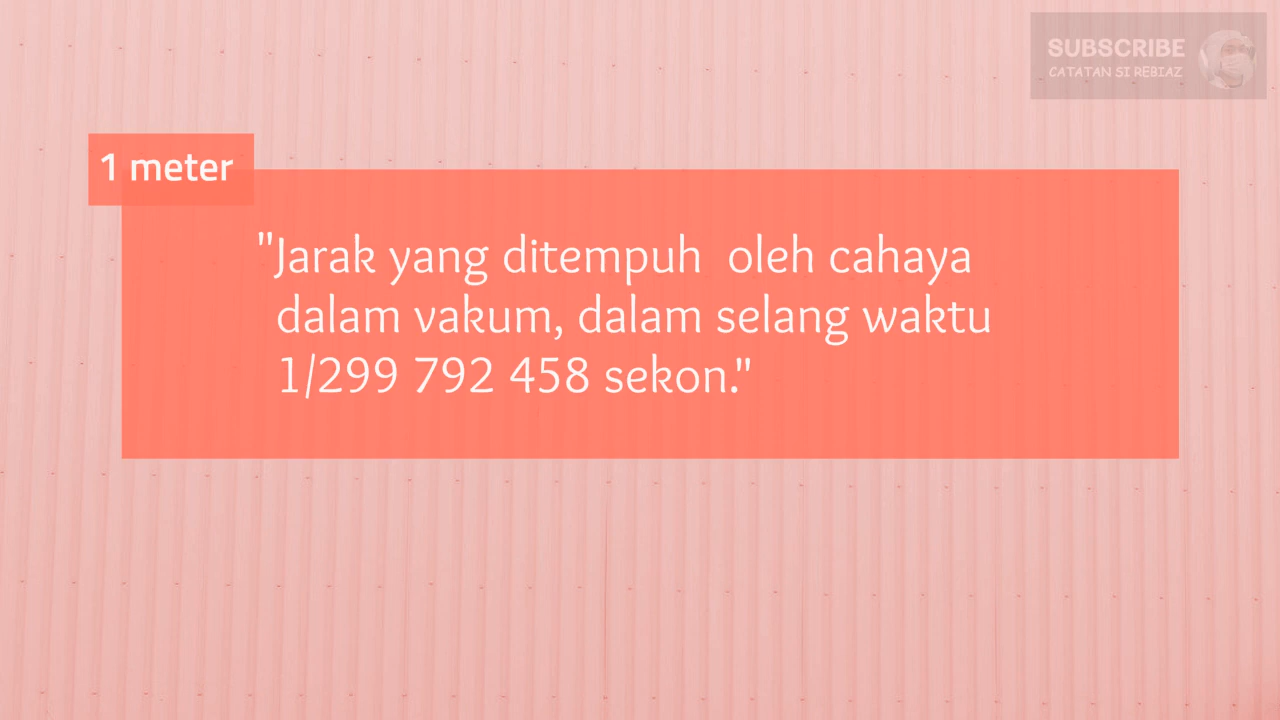 SUBSCRIBE
CATATAN SI REBIAZ
1 meter
"Jarak yang ditempuh oleh cahaya
dalam vakum, dalam selang waktu
1/299 792 458 sekon."